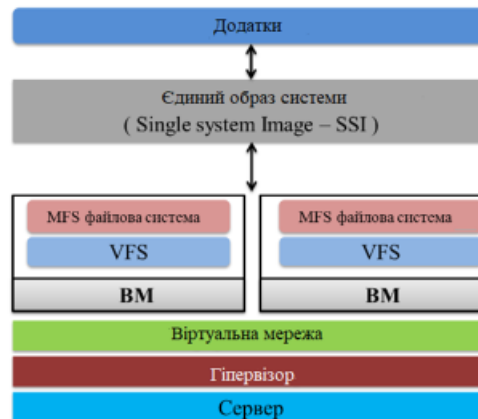 Додатки
Єдиний образ системи
( Single system Image – SSI )
MFS файлова система
VFS
ВМ
MFS файлова система
VFS
ВМ
Віртуальна мережа
Гіпервізор
Сервер